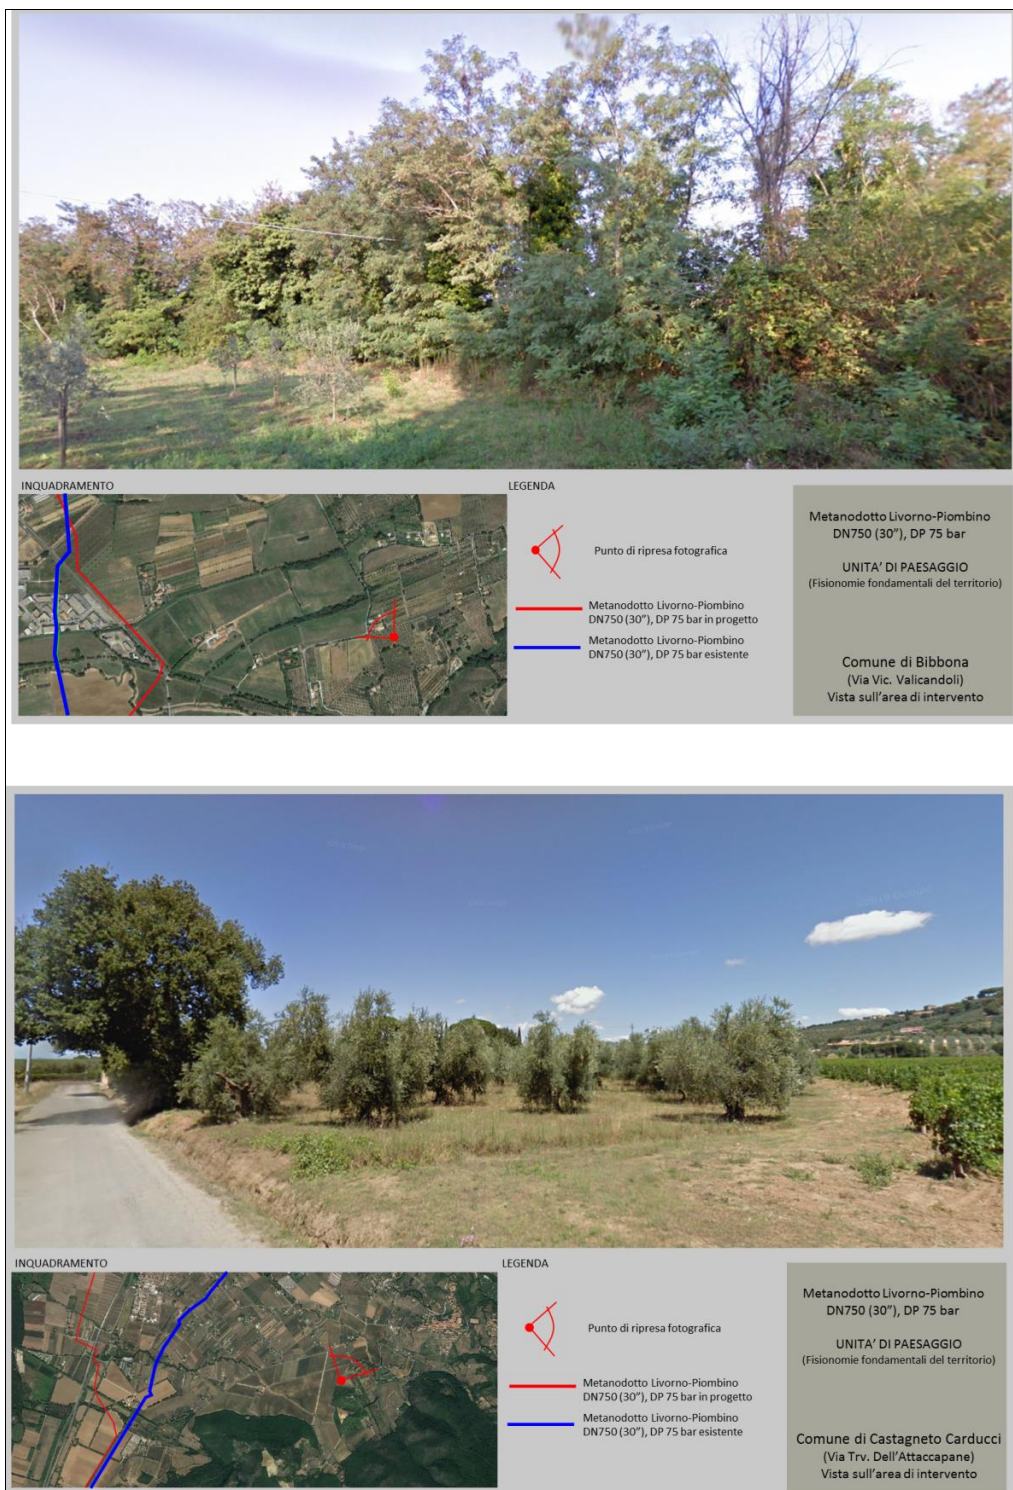 INQUADRAMENTO
LEGENDA
Punto di ripresa fotografica
Metanodotto Livorno-Piombino
DN750 (30”), DP 75 bar in progetto
Metanodotto Livorno-Piombino
DN750 (30”), DP 75 bar esistente
Metanodotto Livorno-Piombino
DN750 (30”), DP 75 bar
UNITA’ DI PAESAGGIO
(Fisionomie fondamentali del territorio)
Comune di Bibbona
(Via Vic. Valicandoli)
Vista sull’area di intervento
INQUADRAMENTO
LEGENDA
Punto di ripresa fotografica
Metanodotto Livorno-Piombino
DN750 (30”), DP 75 bar in progetto
Metanodotto Livorno-Piombino
DN750 (30”), DP 75 bar esistente
Metanodotto Livorno-Piombino
DN750 (30”), DP 75 bar
UNITA’ DI PAESAGGIO
(Fisionomie fondamentali del territorio)
Comune di Castagneto Carducci
(Via Trv. Dell’Attaccapane)
Vista sull’area di intervento